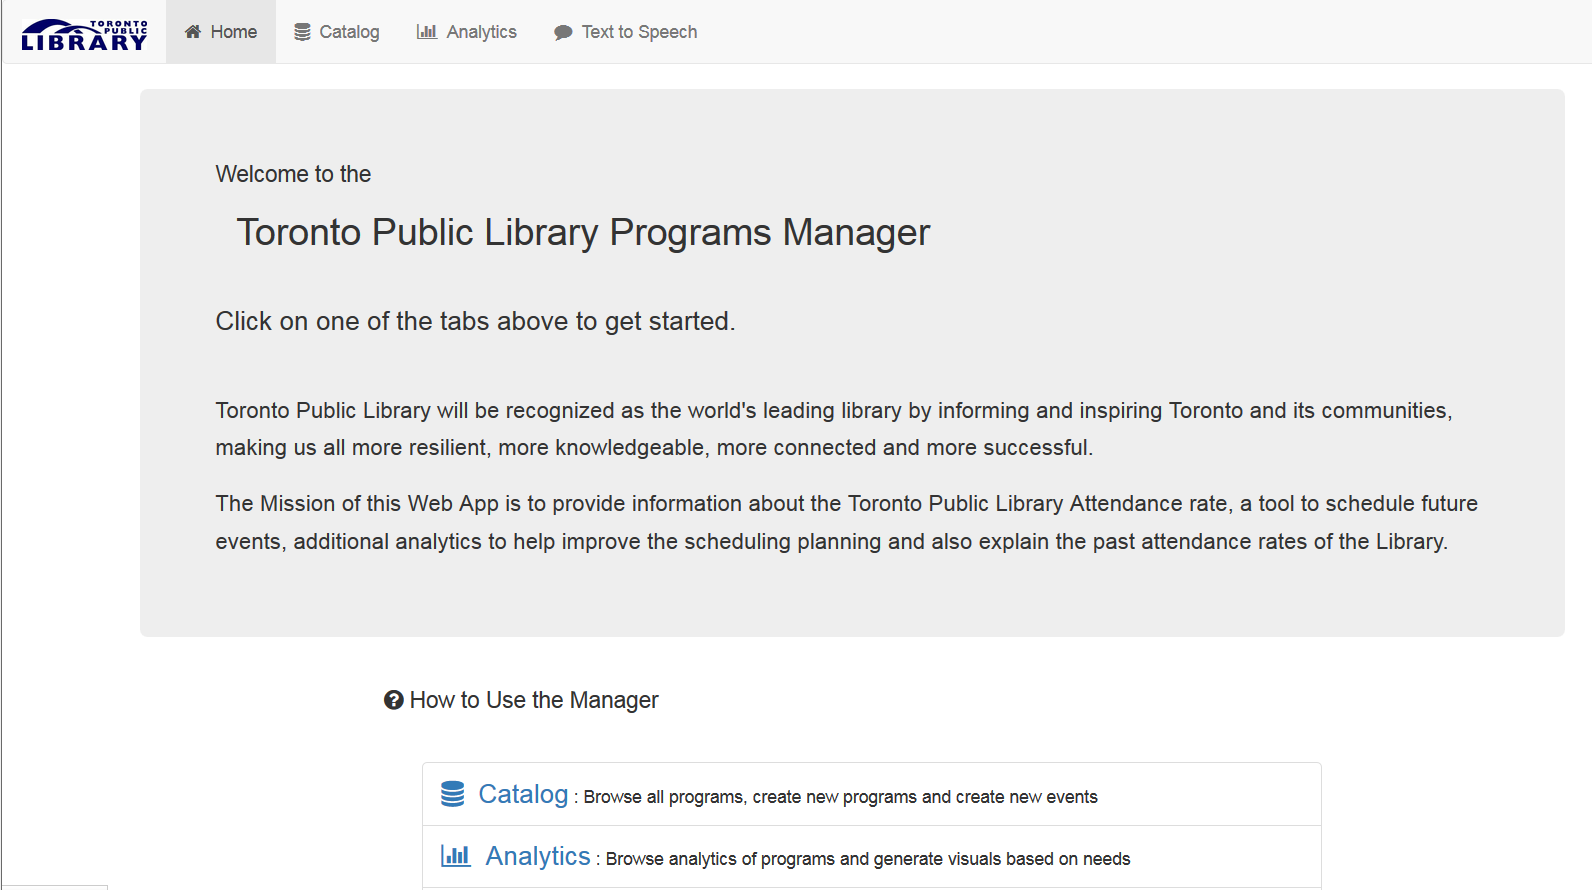 TORONTO
PUBLIC
LIBRARY
Home
Catalog
Analytics
Text to Speech
Welcome to the
Toronto Public Library Programs Manager
Click on one of the tabs above to get started.
Toronto Public Library will be recognized as the world's leading library by informing and inspiring Toronto and its communities,
making us all more resilient, more knowledgeable, more connected and more successful.
The Mission of this Web App is to provide information about the Toronto Public Library Attendance rate, a tool to schedule future
events, additional analytics to help improve the scheduling planning and also explain the past attendance rates of the Library.
How to Use the Manager
Catalog : Browse all programs, create new programs and create new events
Analytics : Browse analytics of programs and generate visuals based on needs